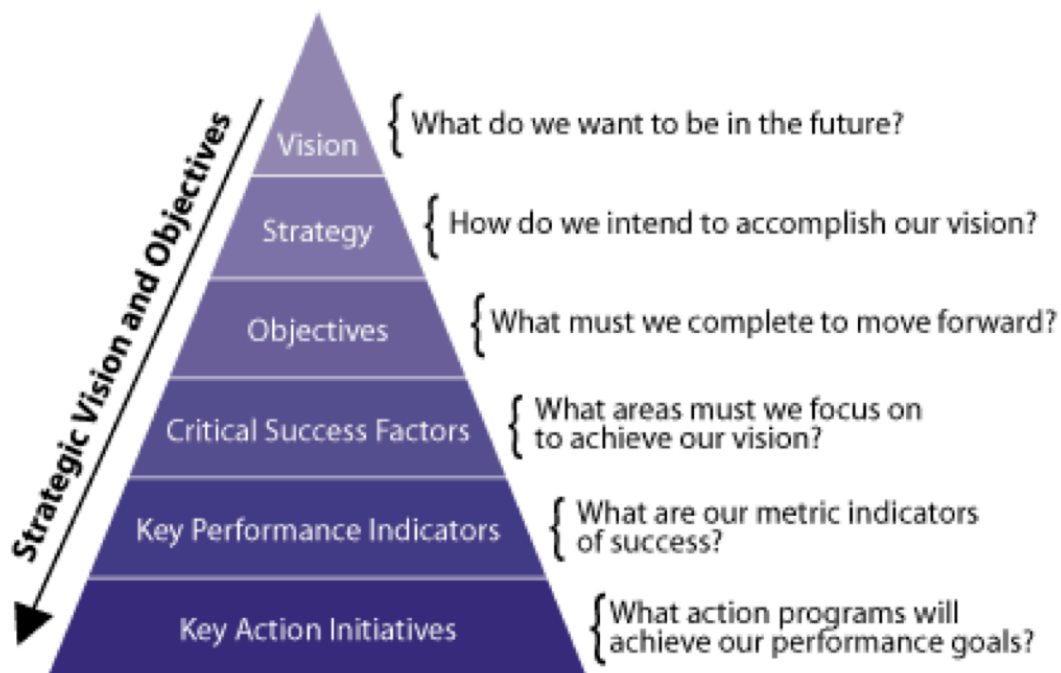 Strategic Vision and Objectives
Vision
What do we want to be in the future?
Strategy
How do we intend to accomplish our vision?
Objectives
What must we complete to move forward?
Critical Success Factors
What areas must we focus on
to achieve our vision?
Key Performance Indicators
What are our metric indicators
of success?
Key Action Initiatives
What action programs will
achieve our performance goals?